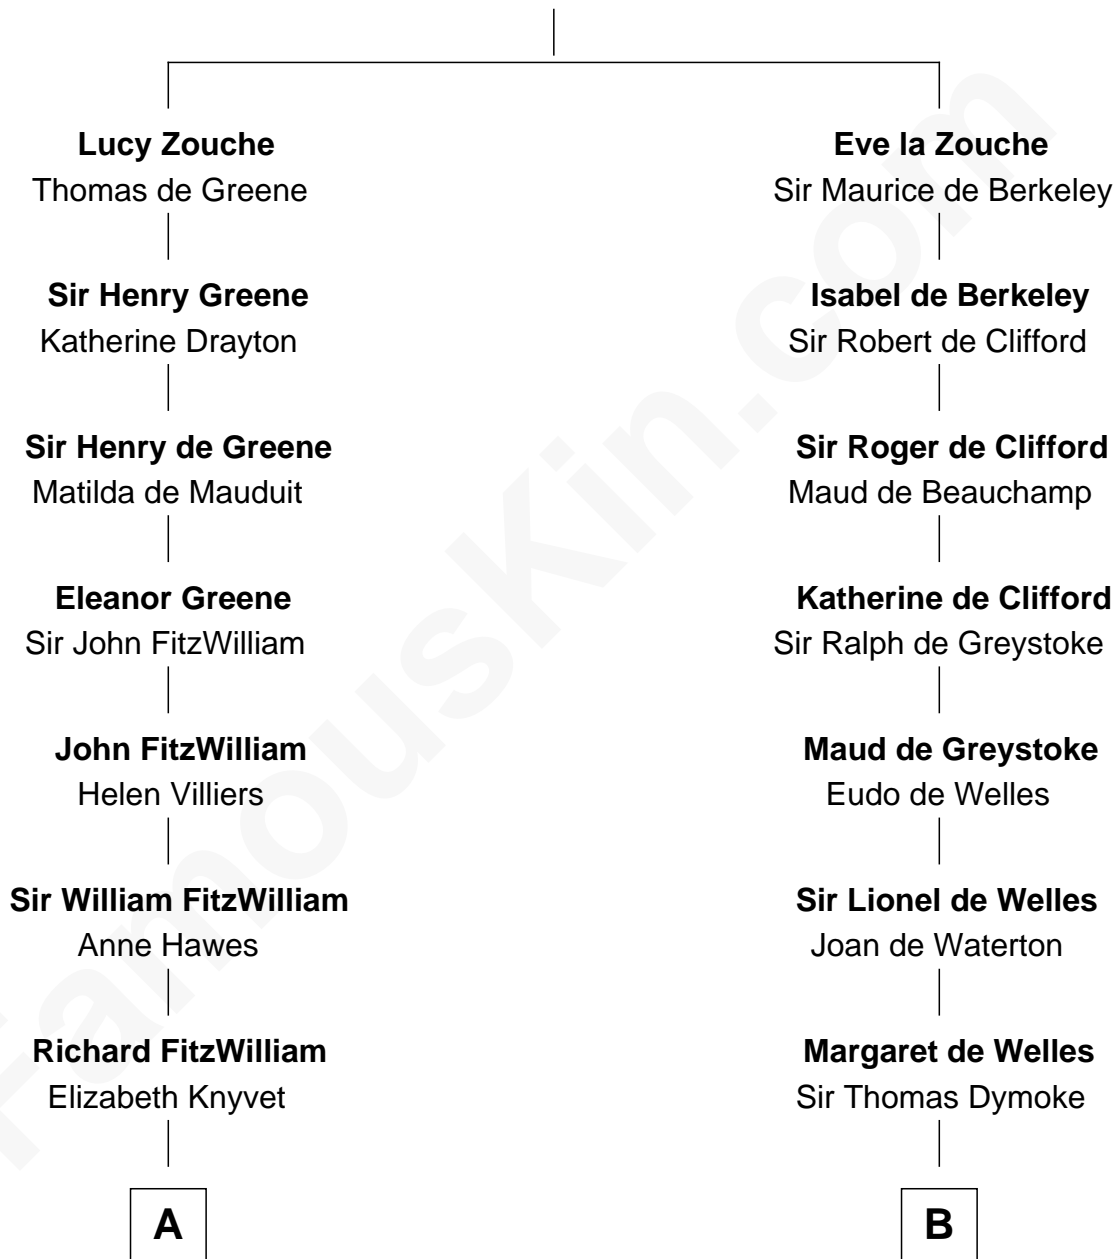 Lucy Zouche
Thomas de Greene
Sir Henry Greene
Katherine Drayton
Sir Henry de Greene
Matilda de Mauduit
Eleanor Greene
Sir John FitzWilliam
John FitzWilliam
Helen Villiers
Sir William FitzWilliam
Anne Hawes
Richard FitzWilliam
Elizabeth Knyvet
A
Eve la Zouche
Sir Maurice de Berkeley
Isabel de Berkeley
Sir Robert de Clifford
Sir Roger de Clifford
Maud de Beauchamp
Katherine de Clifford
Sir Ralph de Greystoke
Maud de Greystoke
Eudo de Welles
Sir Lionel de Welles
Joan de Waterton
Margaret de Welles
Sir Thomas Dymoke
B
FamousKin.com